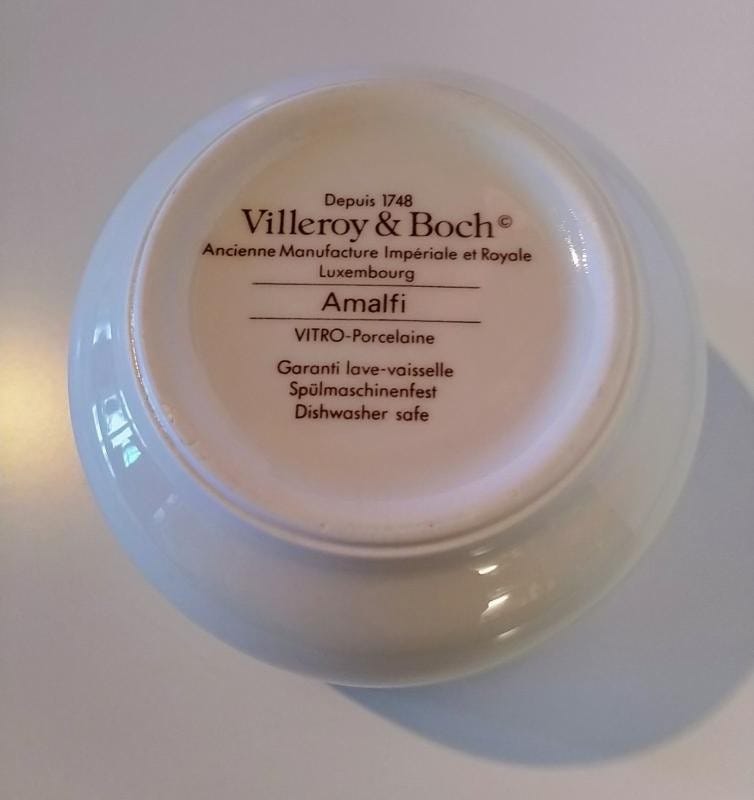 Depuis 1748
Villeroy & Boch©
Ancienne Manufacture Impériale et Royale
Luxembourg
Amalfi
VITRO-Porcelaine
Garanti lave-vaisselle
Spülmaschinenfest
Dishwasher safe